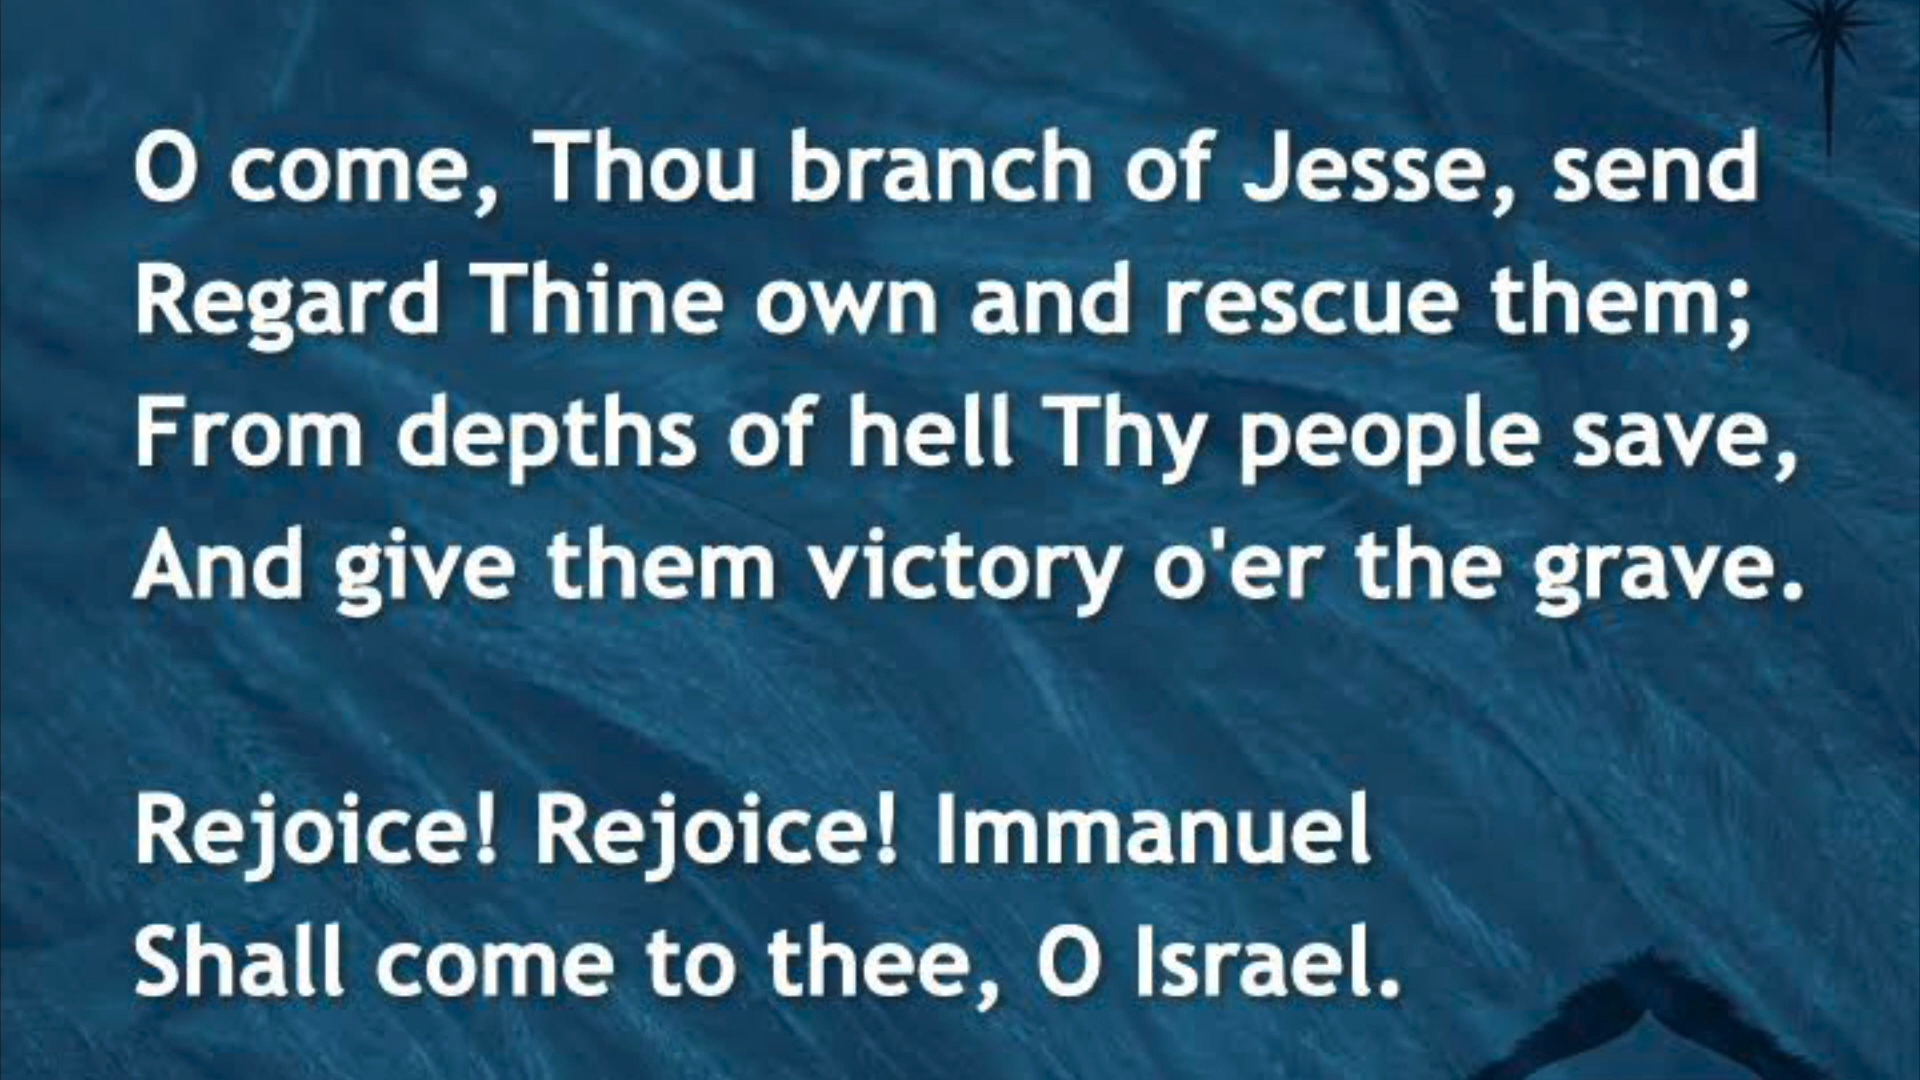 O come, Thou branch of Jesse, send
Regard Thine own and rescue them;
From depths of hell Thy people save,
And give them victory o'er the grave.
Rejoice! Rejoice! Immanuel
Shall come to thee, O Israel.